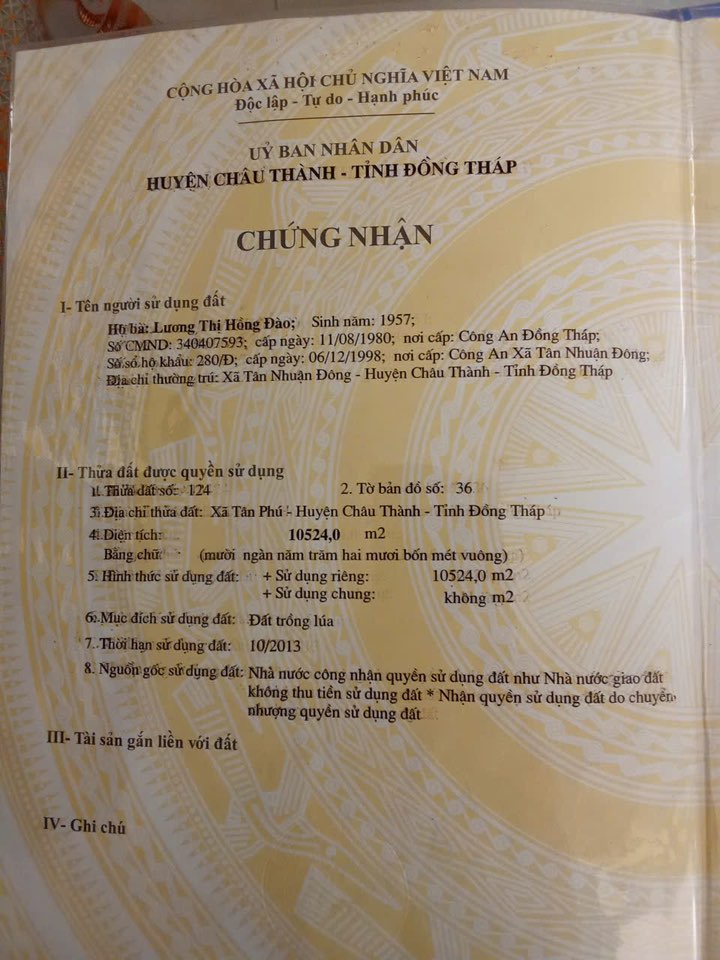 CỘNG HÒA XÃ HỘI CHỦ NGHĨA VIỆT NAM
Độc lập - Tự do - Hạnh phúc
UỶ BAN NHÂN DÂN
HUYỆN CHÂU THÀNH - TỈNH ĐỒNG THÁP
CHỨNG NHẬN
I- Tên người sử dụng đất
Hộ bà: Lương Thị Hồng Đào; Sinh năm: 1957;
Số CMND: 340407593; cấp ngày: 11/08/1980; nơi cấp: Công An Đồng Tháp;
Số sổ hộ khẩu: 280/Đ; cấp ngày: 06/12/1998; nơi cấp: Công An Xã Tân Nhuận Đông;
Địa chỉ thường trú: Xã Tân Nhuận Đông - Huyện Châu Thành - Tỉnh Đồng Tháp
II- Thửa đất được quyền sử dụng
1. Thửa đất số: 124 2. Tờ bản đồ số: 36
3. Địa chỉ thửa đất: Xã Tân Phú - Huyện Châu Thành - Tỉnh Đồng Tháp
4. Diện tích: 10524,0 m2
Bằng chữ: (mười ngàn năm trăm hai mươi bốn mét vuông)
5. Hình thức sử dụng đất: + Sử dụng riêng: 10524,0 m2
+ Sử dụng chung: không m2
6. Mục đích sử dụng đất: Đất trồng lúa
7. Thời hạn sử dụng đất: 10/2013
8. Nguồn gốc sử dụng đất: Nhà nước công nhận quyền sử dụng đất như Nhà nước giao đất
không thu tiền sử dụng đất * Nhận quyền sử dụng đất do chuyển
nhượng quyền sử dụng đất
III- Tài sản gắn liền với đất
IV- Ghi chú